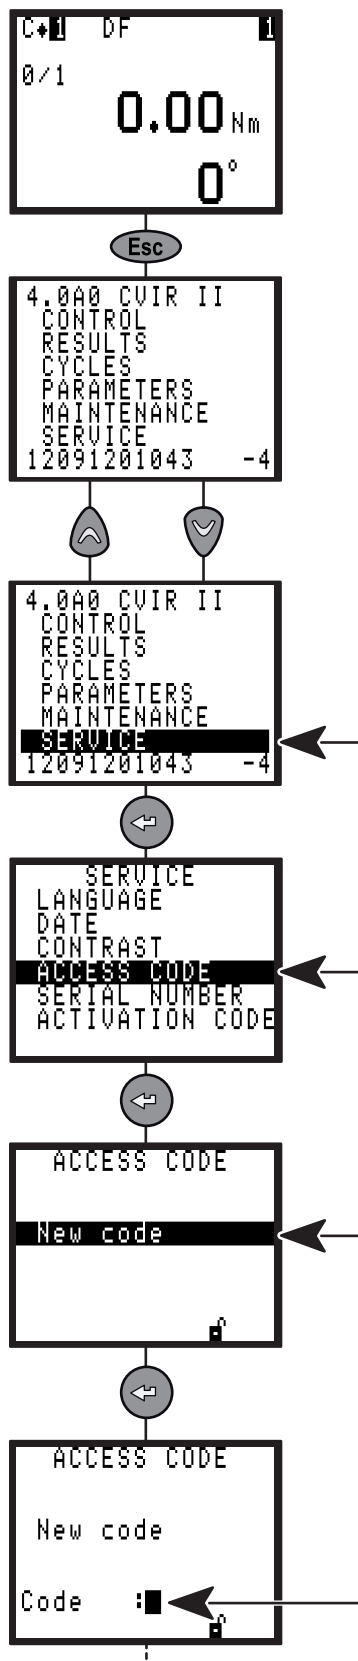 C♦1 DF 1
0/1
0.00 Nm
0°
Esc
4.0A0 CVIR II
CONTROL
RESULTS
CYCLES
PARAMETERS
MAINTENANCE
SERVICE
12091201043 -4
4.0A0 CVIR II
CONTROL
RESULTS
CYCLES
PARAMETERS
MAINTENANCE
SERVICE
12091201043 -4
SERVICE
LANGUAGE
DATE
CONTRAST
ACCESS CODE
SERIAL NUMBER
ACTIVATION CODE
ACCESS CODE
New code
ACCESS CODE
New code
Code :